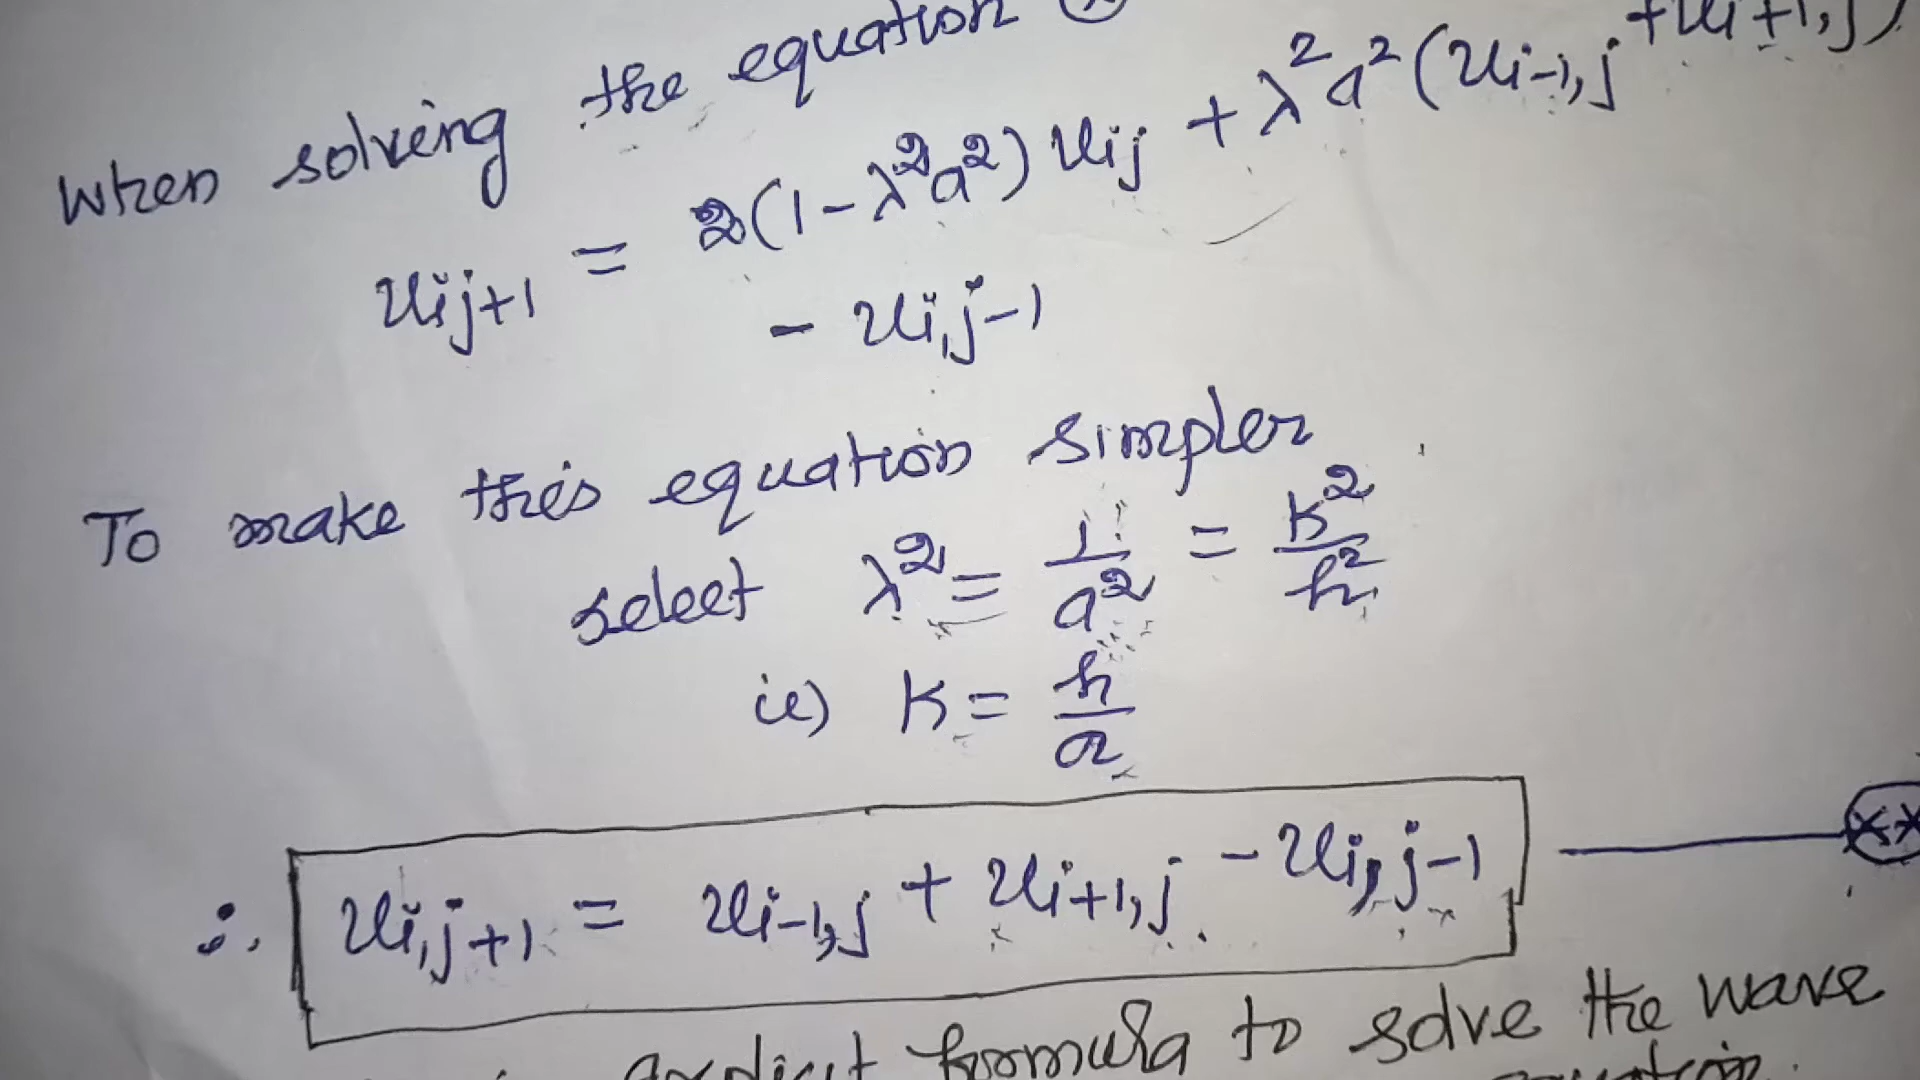 When solving the equation
uij+1 = 2(1-λ²a²) uij + λ²a² (ui-1,j + ui+1,j)
- ui,j-1
To make this equation simpler
select λ² = 1/a² = k²/h²
ie) k = h/a
∴ ui,j+1 = ui-1,j + ui+1,j - ui,j-1 (**)
explicit formula to solve the wave
equation.